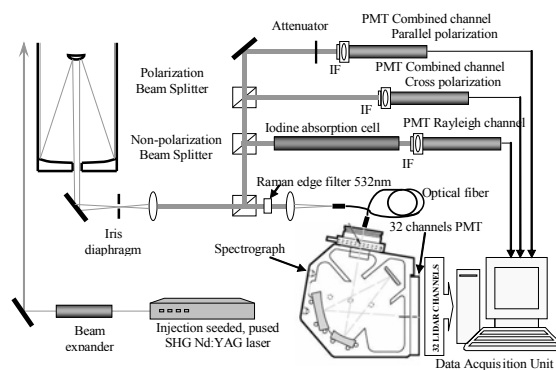 Attenuator
PMT Combined channel
Parallel polarization
IF
PMT Combined channel
Cross polarization
Polarization
Beam Splitter
IF
Non-polarization
Beam Splitter
Iodine absorption cell
PMT Rayleigh channel
IF
Raman edge filter 532nm
Optical fiber
Iris
diaphragm
32 channels PMT
Spectrograph
32 LIDAR CHANNELS
Beam
expander
Injection seeded, pused
SHG Nd:YAG laser
Data Acquisition Unit